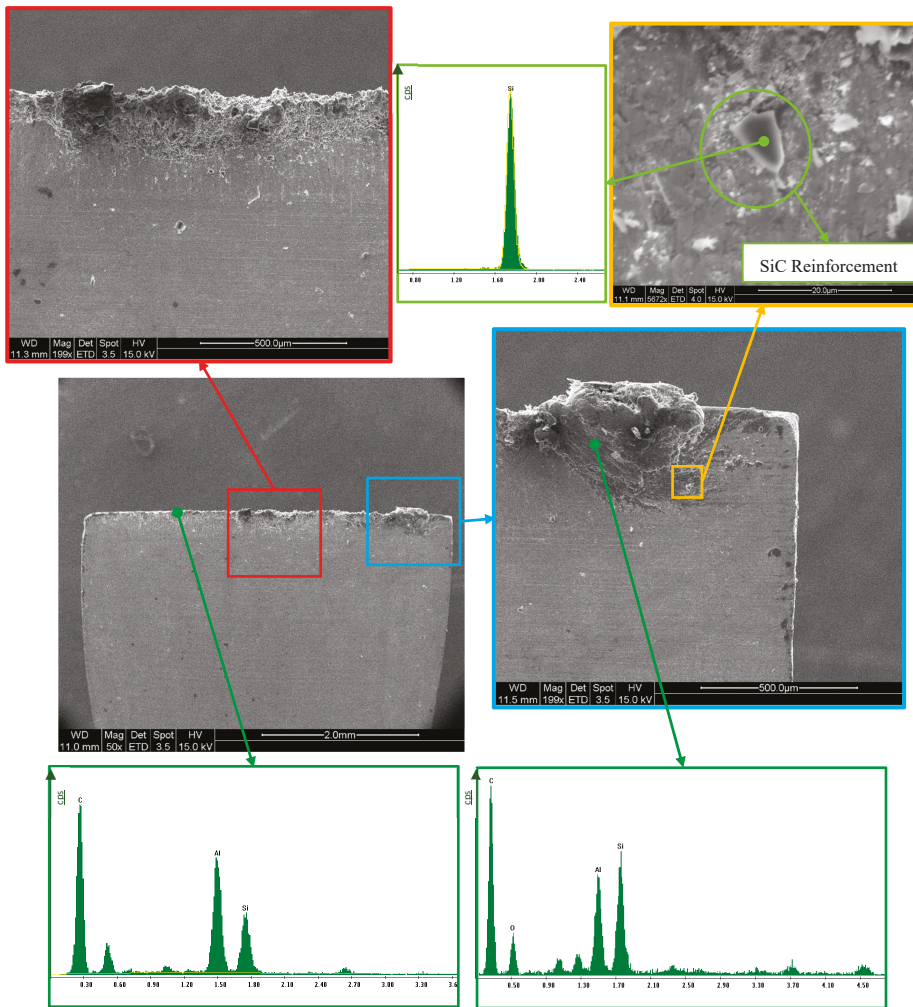 WD Mag Det Spot HV
11.3 mm 199x ETD 3.5 15.0 kV
500.0µm
cps
Si
0.80 1.20 1.60 2.00 2.40
SiC Reinforcement
WD Mag Det Spot HV
11.1 mm 5672x ETD 4.0 15.0 kV
20.0µm
WD Mag Det Spot HV
11.0 mm 50x ETD 3.5 15.0 kV
2.0mm
WD Mag Det Spot HV
11.5 mm 199x ETD 3.5 15.0 kV
500.0µm
cps
C
Al
Si
0.30 0.60 0.90 1.20 1.50 1.80 2.10 2.40 2.70 3.00 3.30 3.6
cps
C
O
Al
Si
0.50 0.90 1.30 1.70 2.10 2.50 2.90 3.30 3.70 4.10 4.50